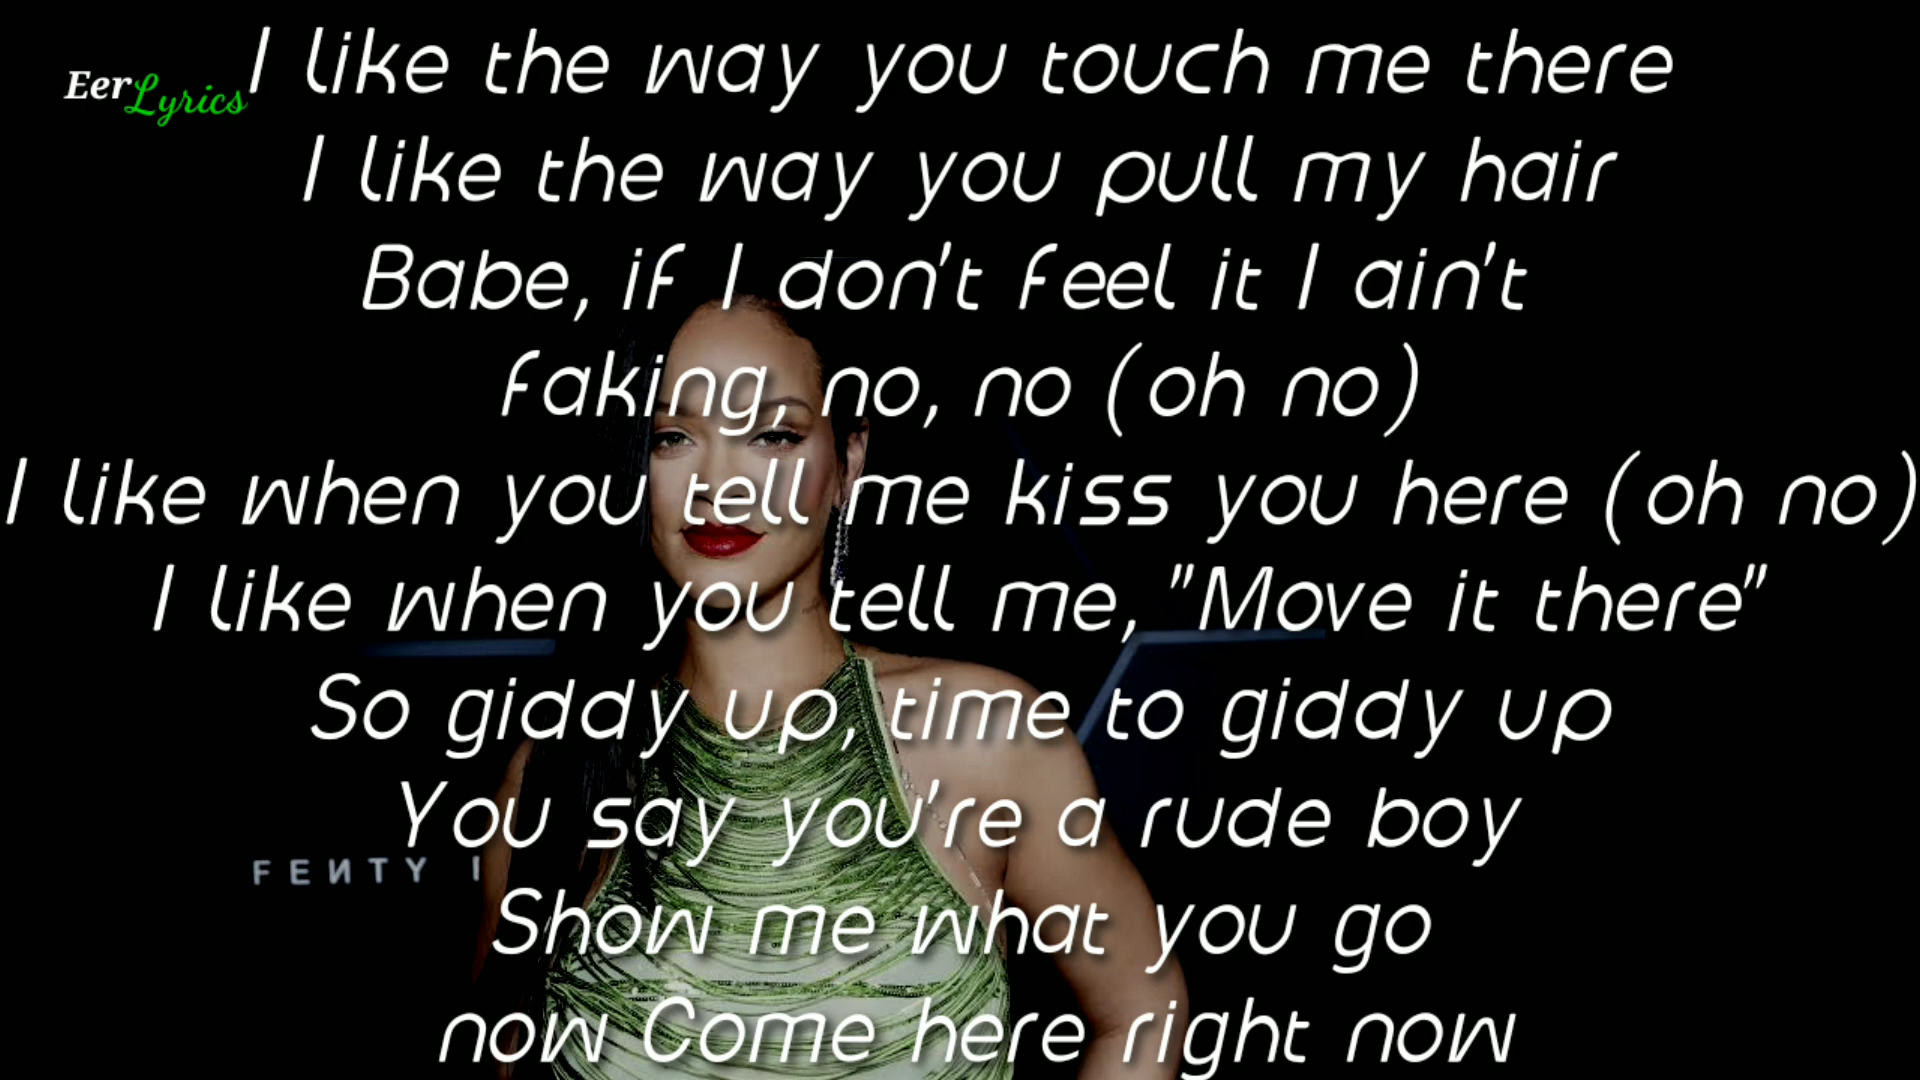 EerLyrics
I like the way you touch me there
I like the way you pull my hair
Babe, if I don't feel it I ain't
faking, no, no (oh no)
I like when you tell me kiss you here (oh no)
I like when you tell me, "Move it there"
So giddy up, time to giddy up
You say you're a rude boy
FENTY
Show me what you go
now Come here right now